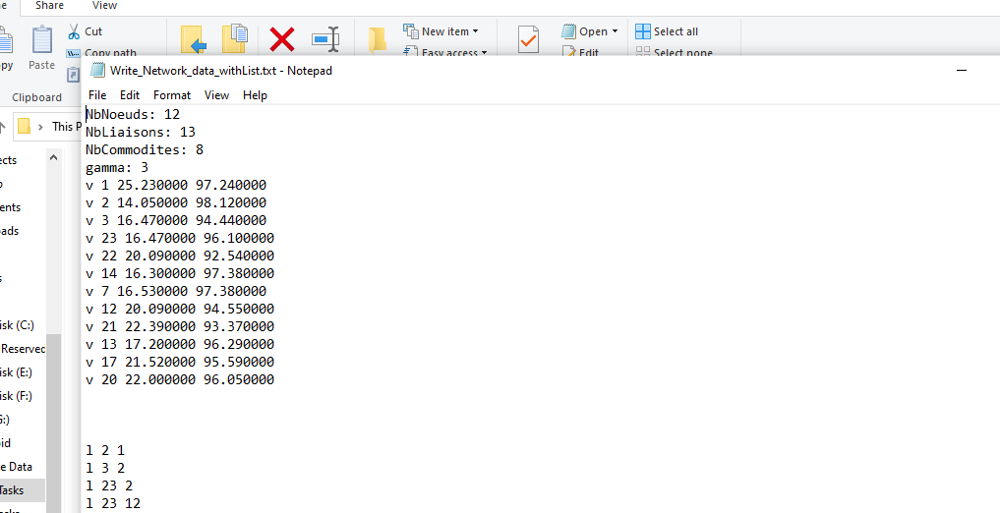 Share View
Cut
New item
Open
Select all
Copy path
Paste
Easy access
Edit
Select none
Clipboard
Write_Network_data_withList.txt - Notepad
File Edit Format View Help
This P
NbNoeuds: 12
NbLiaisons: 13
NbCommodites: 8
gamma: 3
v 1 25.230000 97.240000
v 2 14.050000 98.120000
v 3 16.470000 94.440000
v 23 16.470000 96.100000
v 22 20.090000 92.540000
v 14 16.300000 97.380000
v 7 16.530000 97.380000
v 12 20.090000 94.550000
v 21 22.390000 93.370000
v 13 17.200000 96.290000
v 17 21.520000 95.590000
v 20 22.000000 96.050000
l 2 1
l 3 2
l 23 2
l 23 12
ects
ents
ads
isk (C:)
Reserved
isk (E:)
isk (F:)
G:)
oid
e Data
Tasks